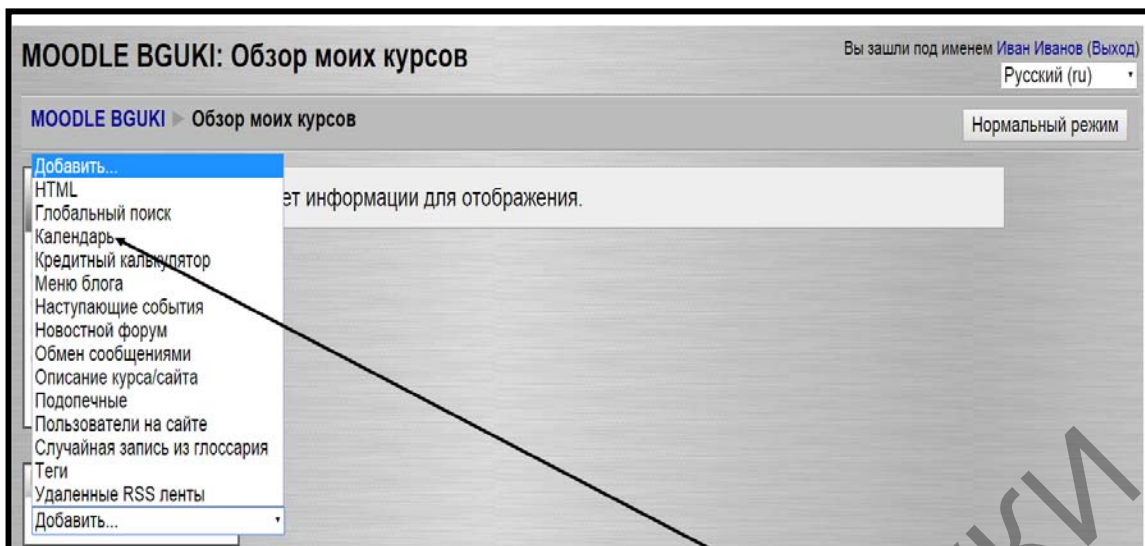 MOODLE BGUKI: Обзор моих курсов
Вы зашли под именем Иван Иванов (Выход)
Русский (ru)
MOODLE BGUKI ► Обзор моих курсов
Нормальный режим
ет информации для отображения.
Добавить...
HTML
Глобальный поиск
Календарь
Кредитный калькулятор
Меню блога
Наступающие события
Новостной форум
Обмен сообщениями
Описание курса/сайта
Подопечные
Пользователи на сайте
Случайная запись из глоссария
Теги
Удаленные RSS ленты
Добавить...